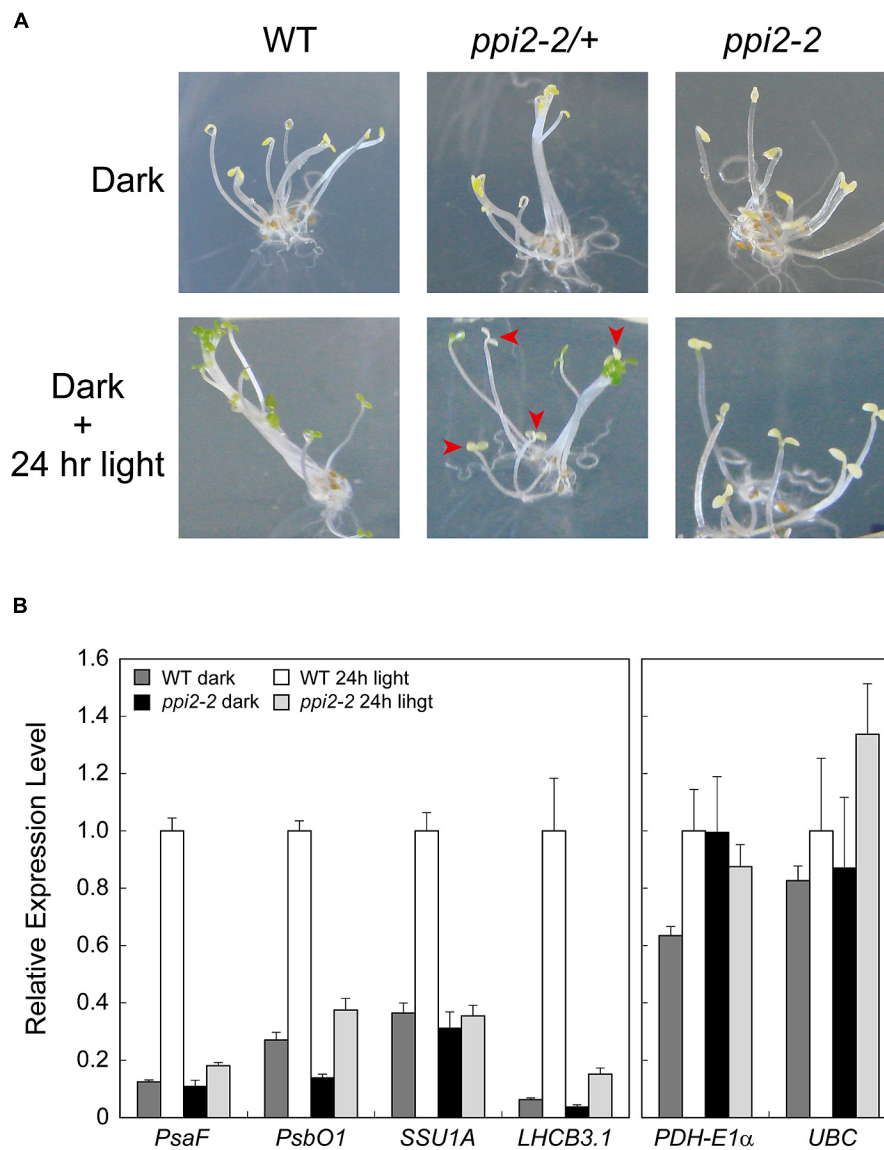 A
WT
ppi2-2/+
ppi2-2
Dark
Dark
+
24 hr light
B
Relative Expression Level
1.6
1.4
1.2
1.0
0.8
0.6
0.4
0.2
0
WT dark
WT 24h light
ppi2-2 dark
ppi2-2 24h lihgt
PsaF
PsbO1
SSU1A
LHCB3.1
PDH-E1α
UBC